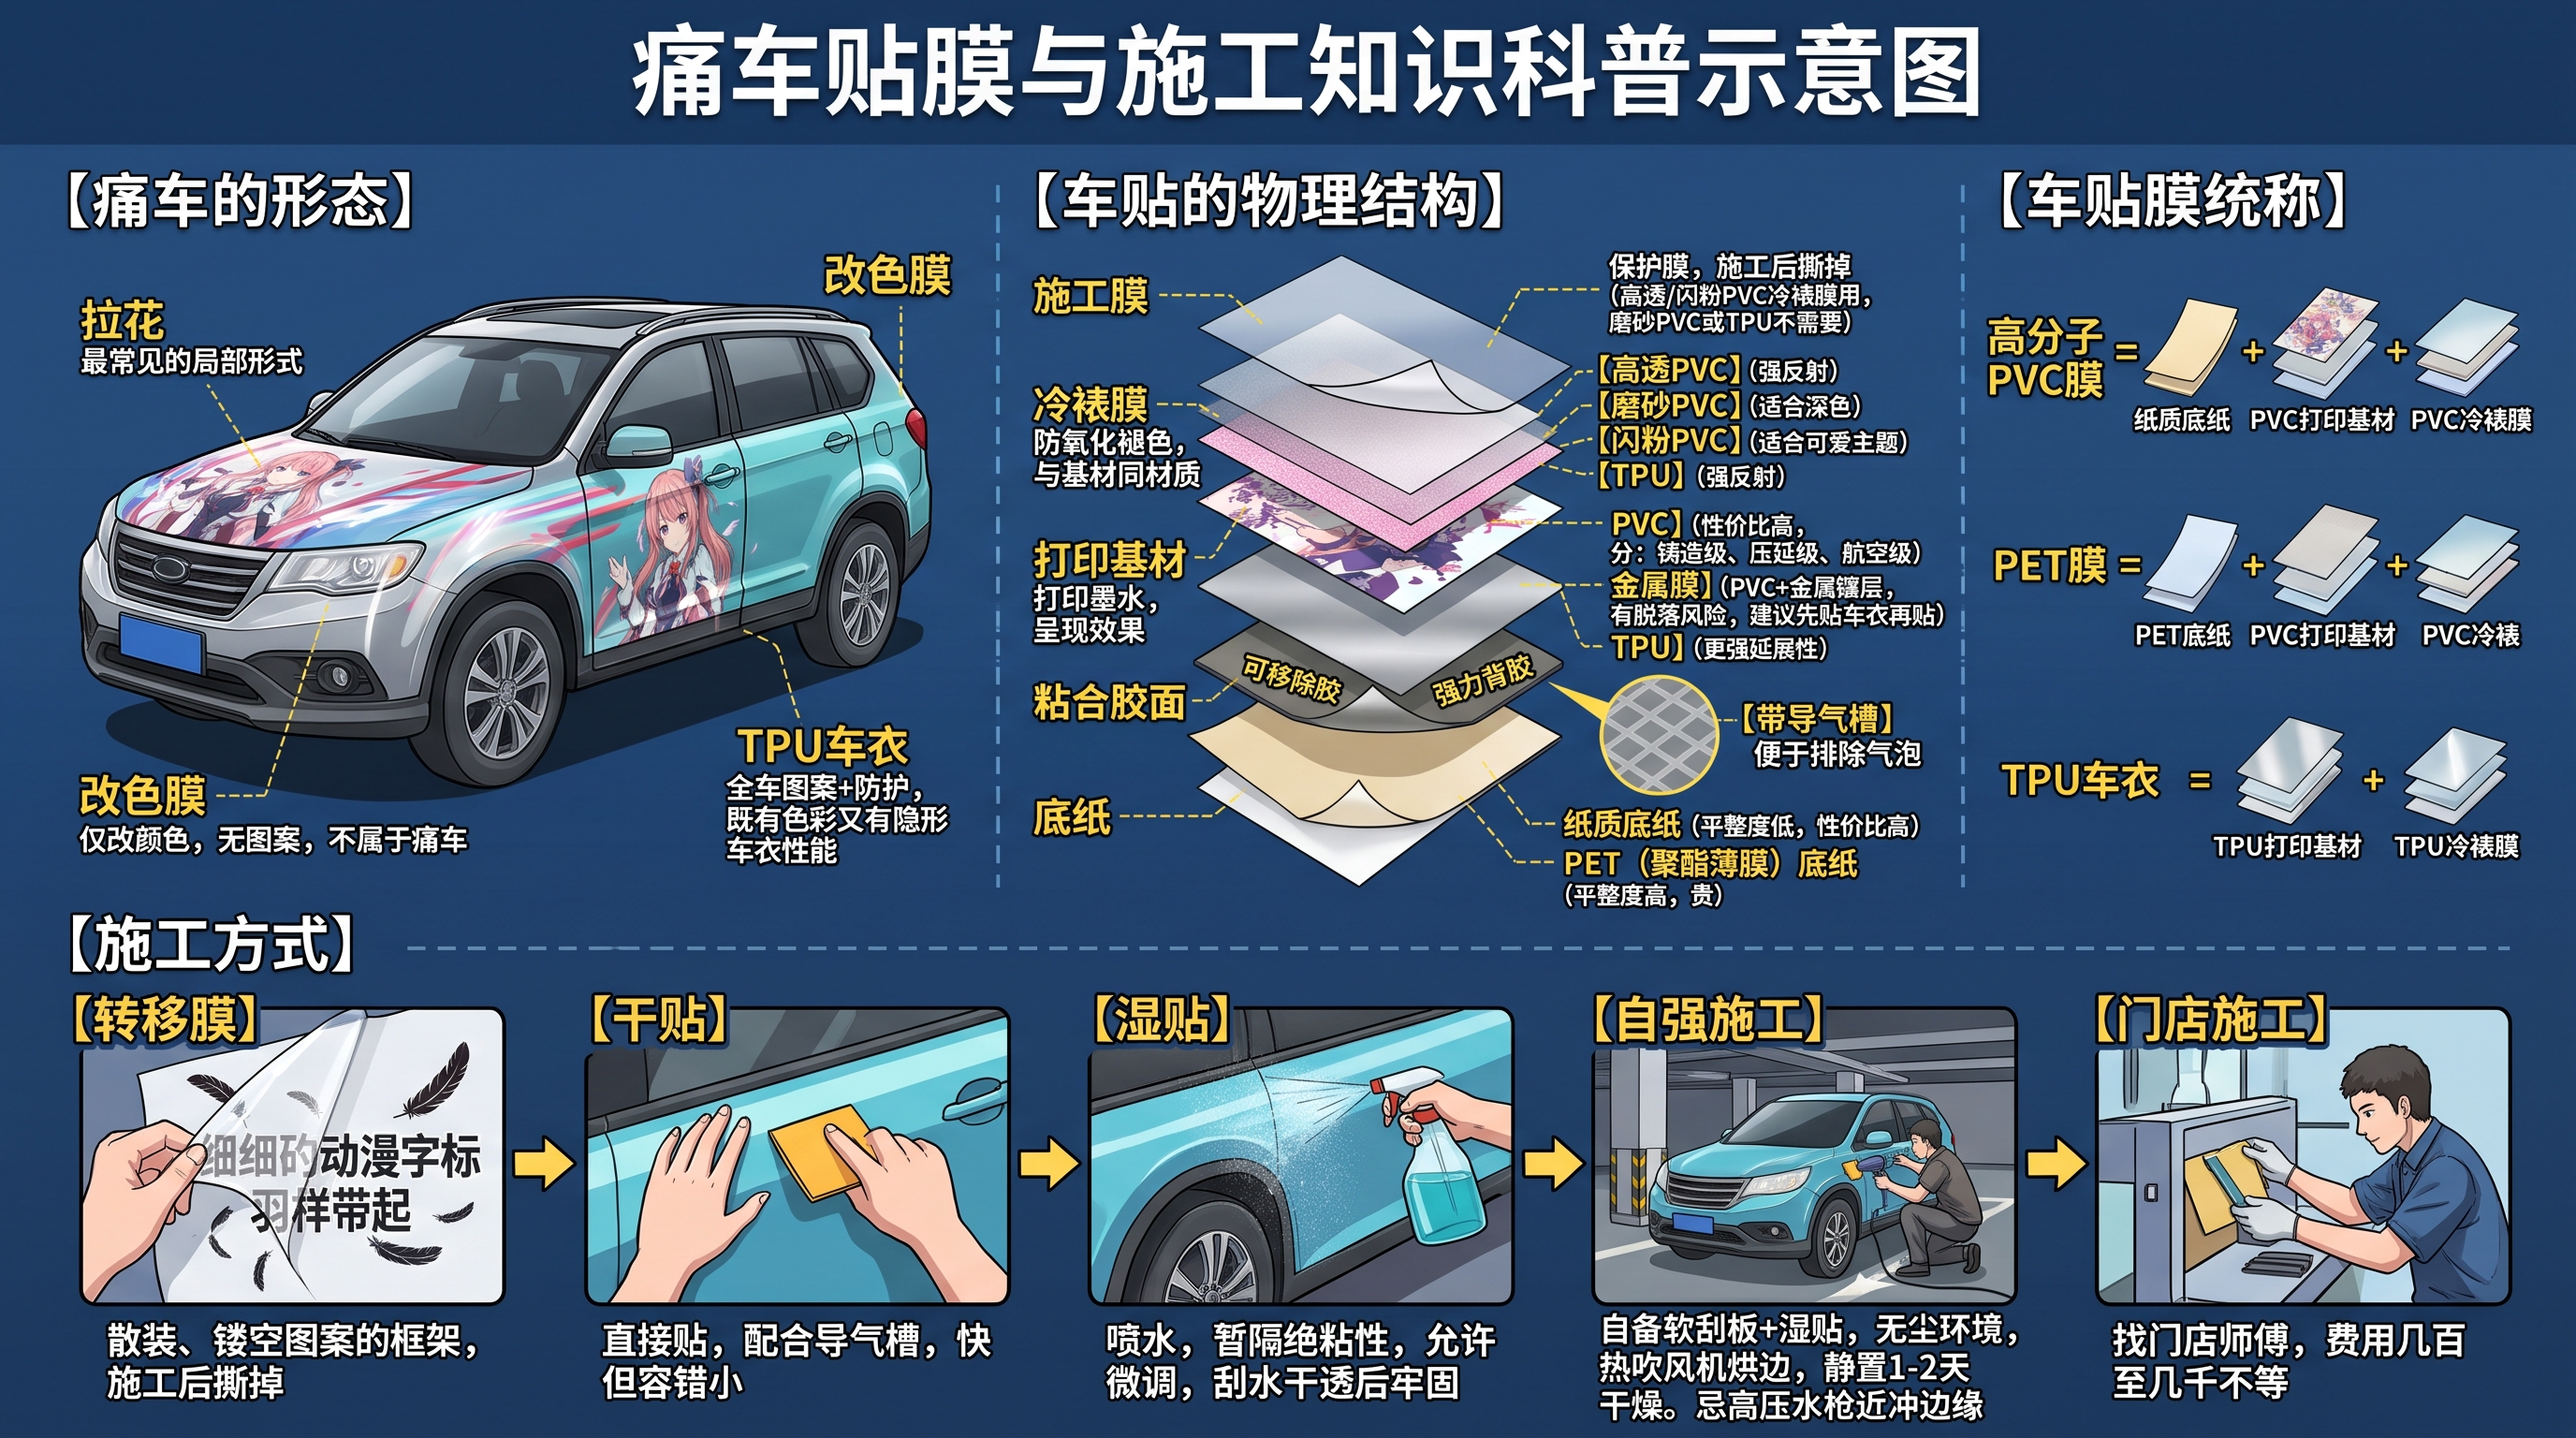 痛车贴膜与施工知识科普示意图
【痛车的形态】
拉花
最常见的局部形式
改色膜
改色膜
仅改颜色，无图案，不属于痛车
TPU车衣
全车图案+防护，
既有色彩又有隐形
车衣性能
【车贴的物理结构】
施工膜
冷裱膜
防氧化褪色，
与基材同材质
打印基材
打印墨水，
呈现效果
粘合胶面
底纸
可移除胶
强力背胶
保护膜，施工后撕掉
（高透/闪粉PVC冷裱膜用，
磨砂PVC或TPU不需要）
【高透PVC】（强反射）
【磨砂PVC】（适合深色）
【闪粉PVC】（适合可爱主题）
【TPU】（强反射）
PVC】（性价比高，
分：铸造级、压延级、航空级）
金属膜】（PVC+金属镶层，
有脱落风险，建议先贴车衣再贴）
TPU】（更强延展性）
【带导气槽】
便于排除气泡
纸质底纸（平整度低，性价比高）
PET（聚酯薄膜）底纸
（平整度高，贵）
【车贴膜统称】
高分子
PVC膜
=
+
+
纸质底纸
PVC打印基材
PVC冷裱膜
PET膜
=
+
+
PET底纸
PVC打印基材
PVC冷裱
TPU车衣
=
+
TPU打印基材
TPU冷裱膜
【施工方式】
【转移膜】
细细砂动漫字标
羽样带起
散装、镂空图案的框架，
施工后撕掉
【干贴】
直接贴，配合导气槽，快
但容错小
【湿贴】
喷水，暂隔绝粘性，允许
微调，刮水干透后牢固
【自强施工】
自备软刮板+湿贴，无尘环境，
热吹风机烘边，静置1-2天
干燥。忌高压水枪近冲边缘
【门店施工】
找门店师傅，费用几百
至几千不等